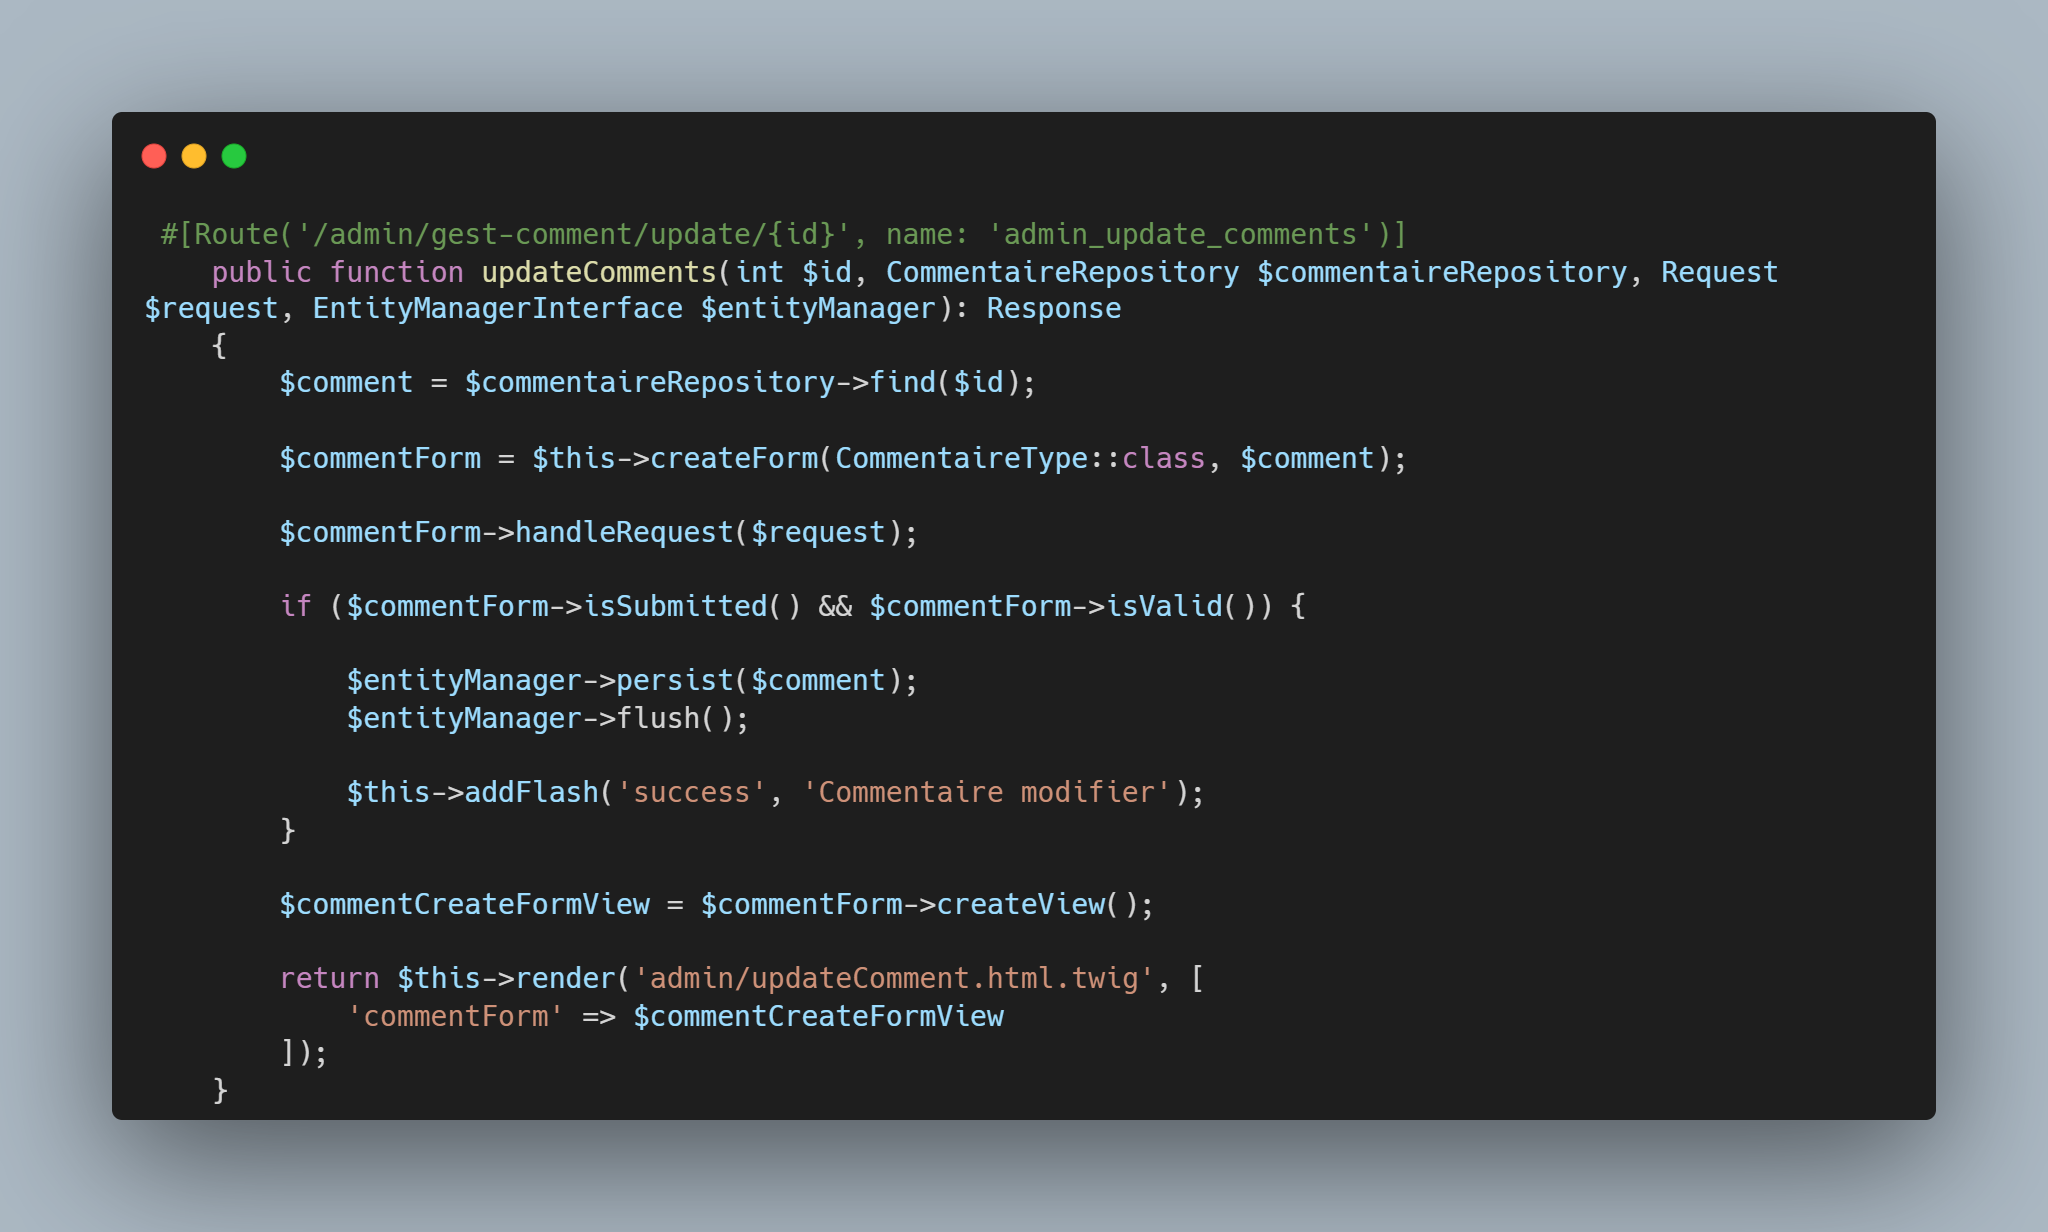 #[Route('/admin/gest-comment/update/{id}', name: 'admin_update_comments')]
    public function updateComments(int $id, CommentaireRepository $commentaireRepository, Request
$request, EntityManagerInterface $entityManager): Response
    {
        $comment = $commentaireRepository->find($id);

        $commentForm = $this->createForm(CommentaireType::class, $comment);

        $commentForm->handleRequest($request);

        if ($commentForm->isSubmitted() && $commentForm->isValid()) {

            $entityManager->persist($comment);
            $entityManager->flush();

            $this->addFlash('success', 'Commentaire modifier');
        }

        $commentCreateFormView = $commentForm->createView();

        return $this->render('admin/updateComment.html.twig', [
            'commentForm' => $commentCreateFormView
        ]);
    }